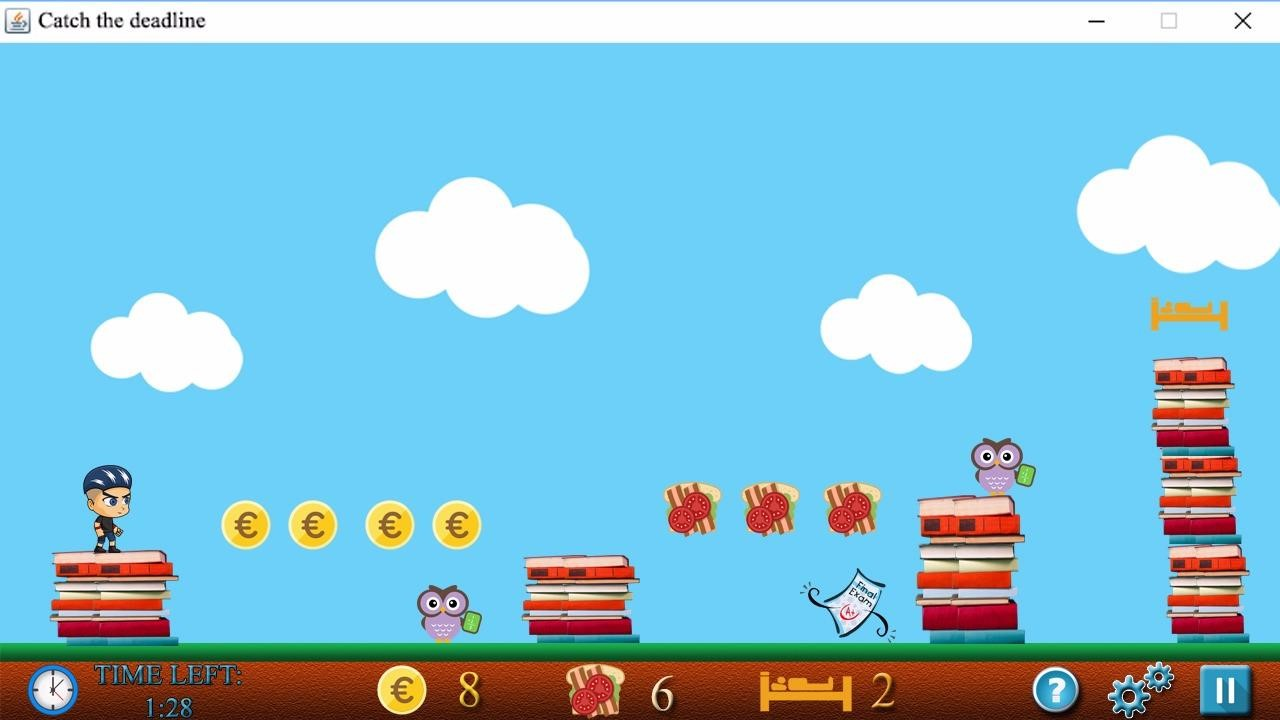 Catch the deadline
€ € € €
Final
Exam
A+
TIME LEFT:
1:28
€ 8 6 2 ?